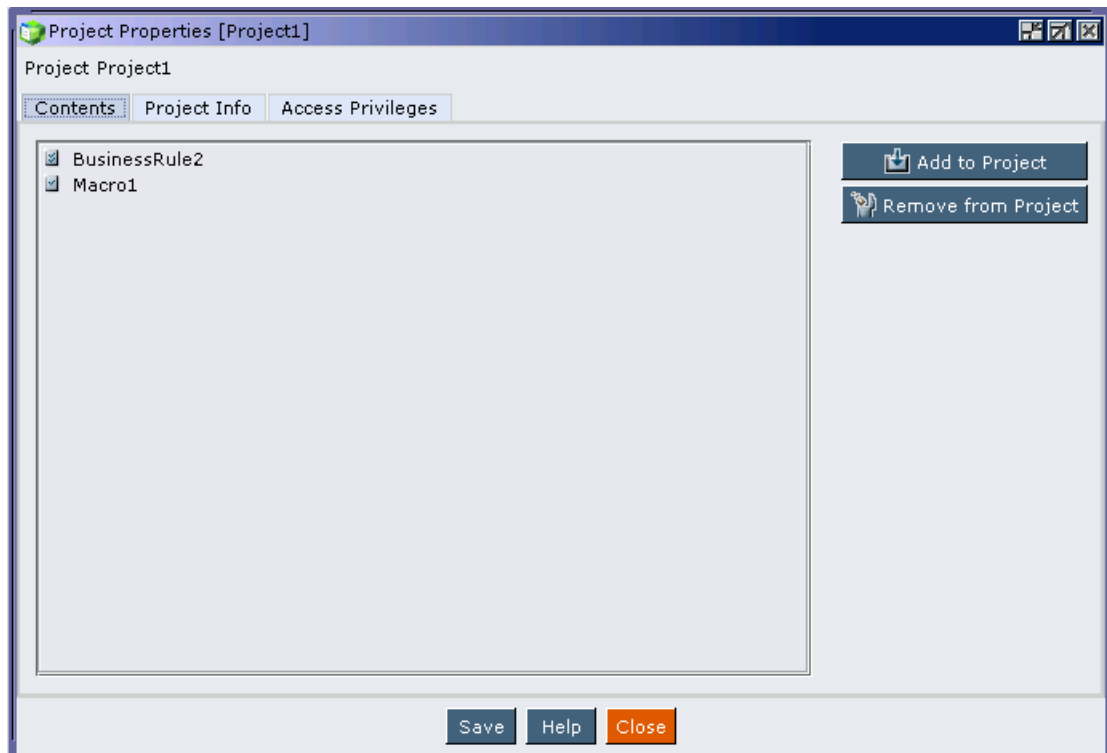 Project Properties [Project1]
Project Project1
Contents Project Info Access Privileges
BusinessRule2
Macro1
Add to Project
Remove from Project
Save Help Close